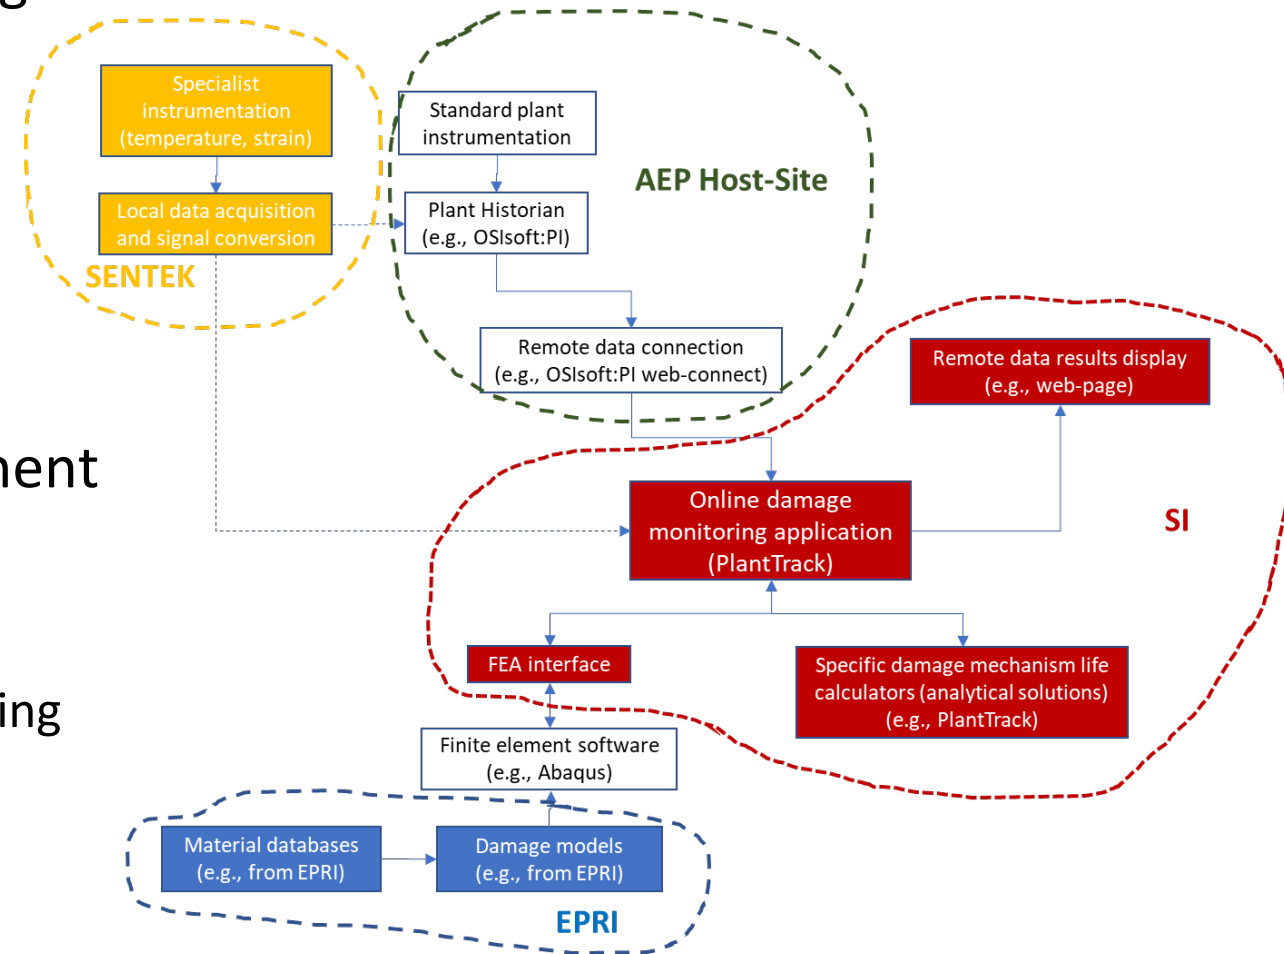 g
Specialist
instrumentation
(temperature, strain)
Standard plant
instrumentation
AEP Host-Site
Local data acquisition
and signal conversion
Plant Historian
(e.g., OSIsoft:PI)
SENTEK
Remote data connection
(e.g., OSIsoft:PI web-connect)
Remote data results display
(e.g., web-page)
nent
Online damage
monitoring application
(PlantTrack)
SI
FEA interface
Specific damage mechanism life
calculators (analytical solutions)
(e.g., PlantTrack)
ing
Finite element software
(e.g., Abaqus)
Material databases
(e.g., from EPRI)
Damage models
(e.g., from EPRI)
EPRI